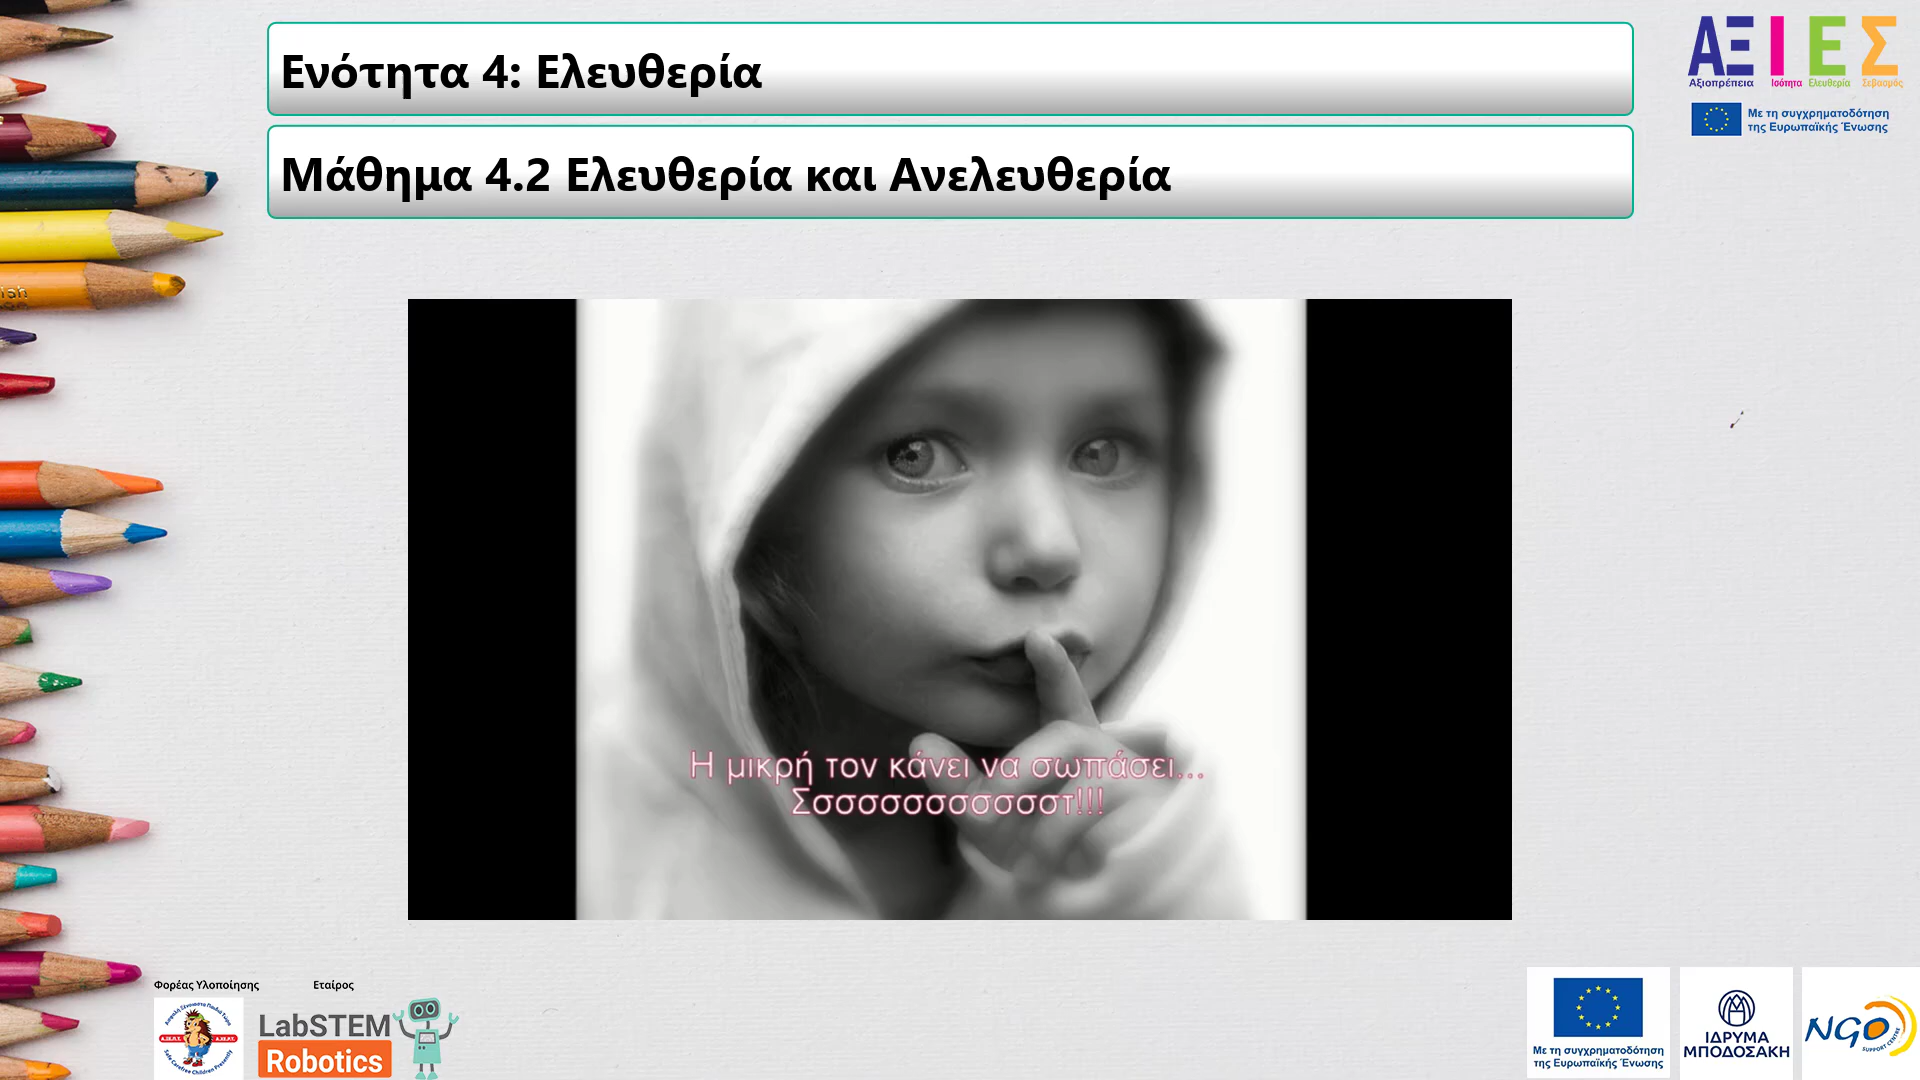 Ενότητα 4: Ελευθερία
ΑΞΙΕΣ
Αξιοπρέπεια Ισότητα Ελευθερία Σεβασμός
Με τη συγχρηματοδότηση
της Ευρωπαϊκής Ένωσης
Μάθημα 4.2 Ελευθερία και Ανελευθερία
Η μικρή τον κάνει να σωπάσει...
Σσσσσσσσσσσστ!!!
Φορέας Υλοποίησης
Εταίρος
LabSTEM
Robotics
Με τη συγχρηματοδότηση
της Ευρωπαϊκής Ένωσης
ΙΔΡΥΜΑ
ΜΠΟΔΟΣΑΚΗ
NGO
SUPPORT CENTRE